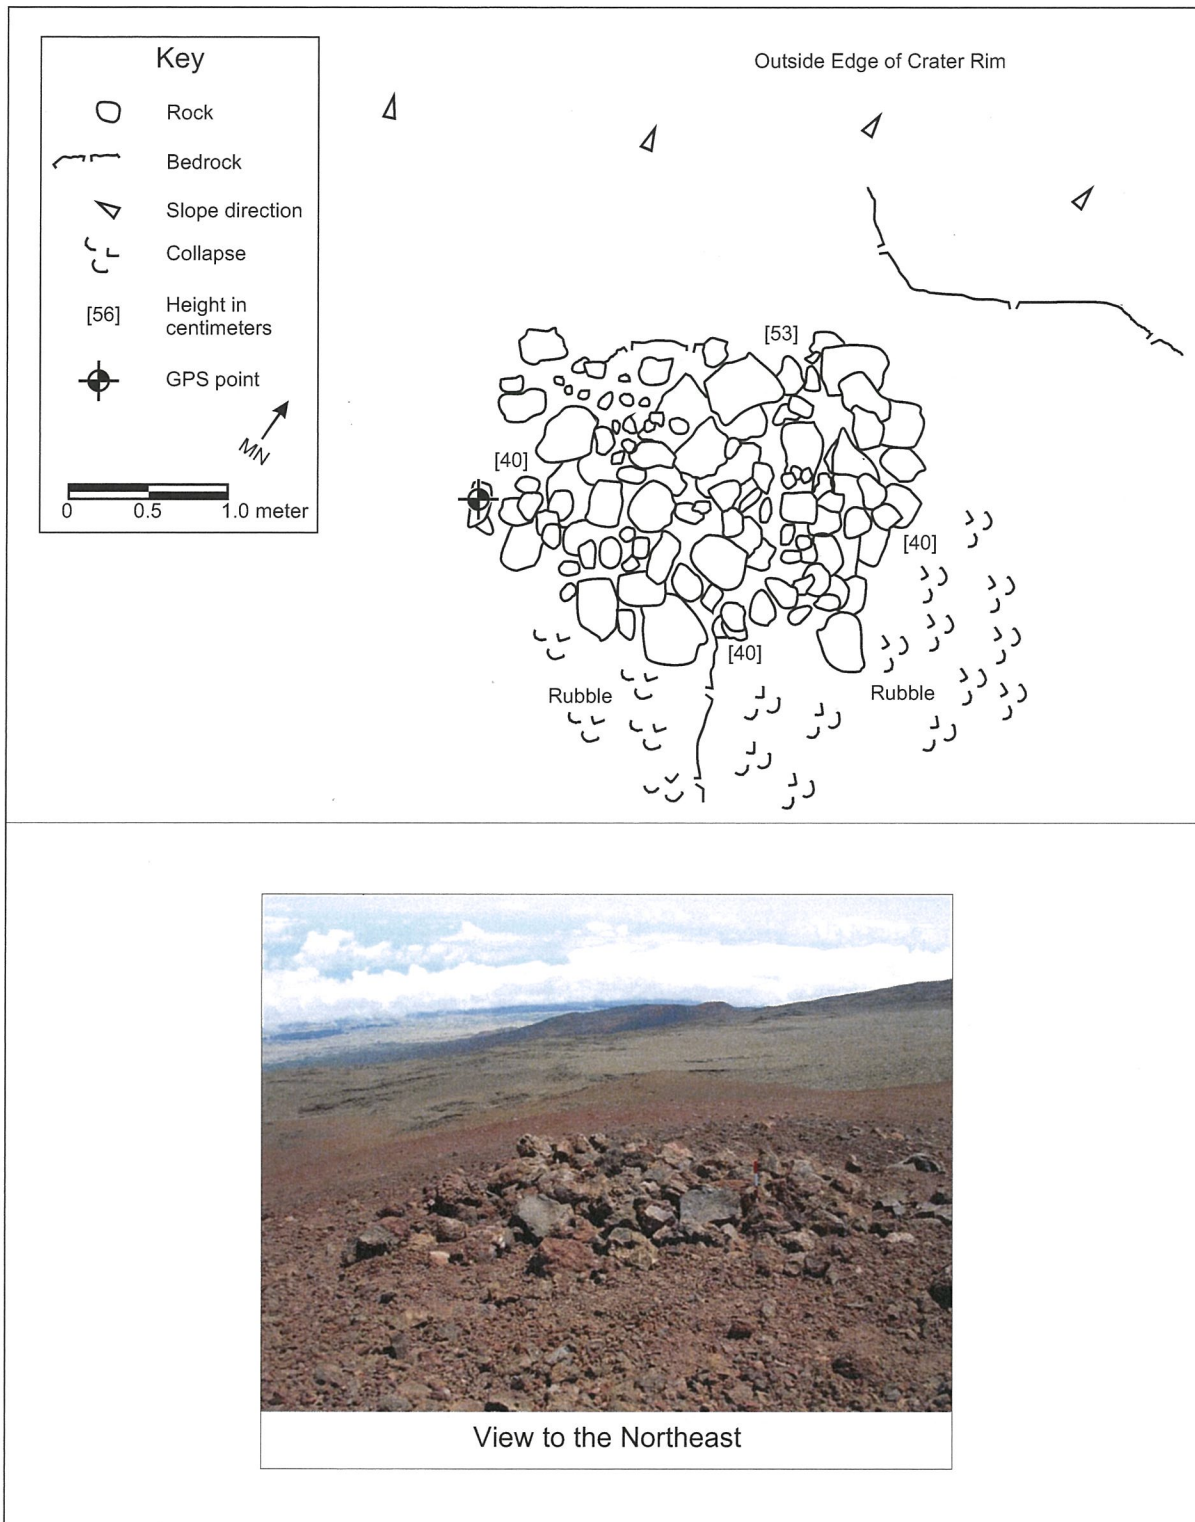 Key
Rock
Bedrock
Slope direction
Collapse
[56]
Height in
centimeters
GPS point
MN
0
0.5
1.0 meter
Outside Edge of Crater Rim
[53]
[40]
[40]
[40]
Rubble
Rubble
View to the Northeast